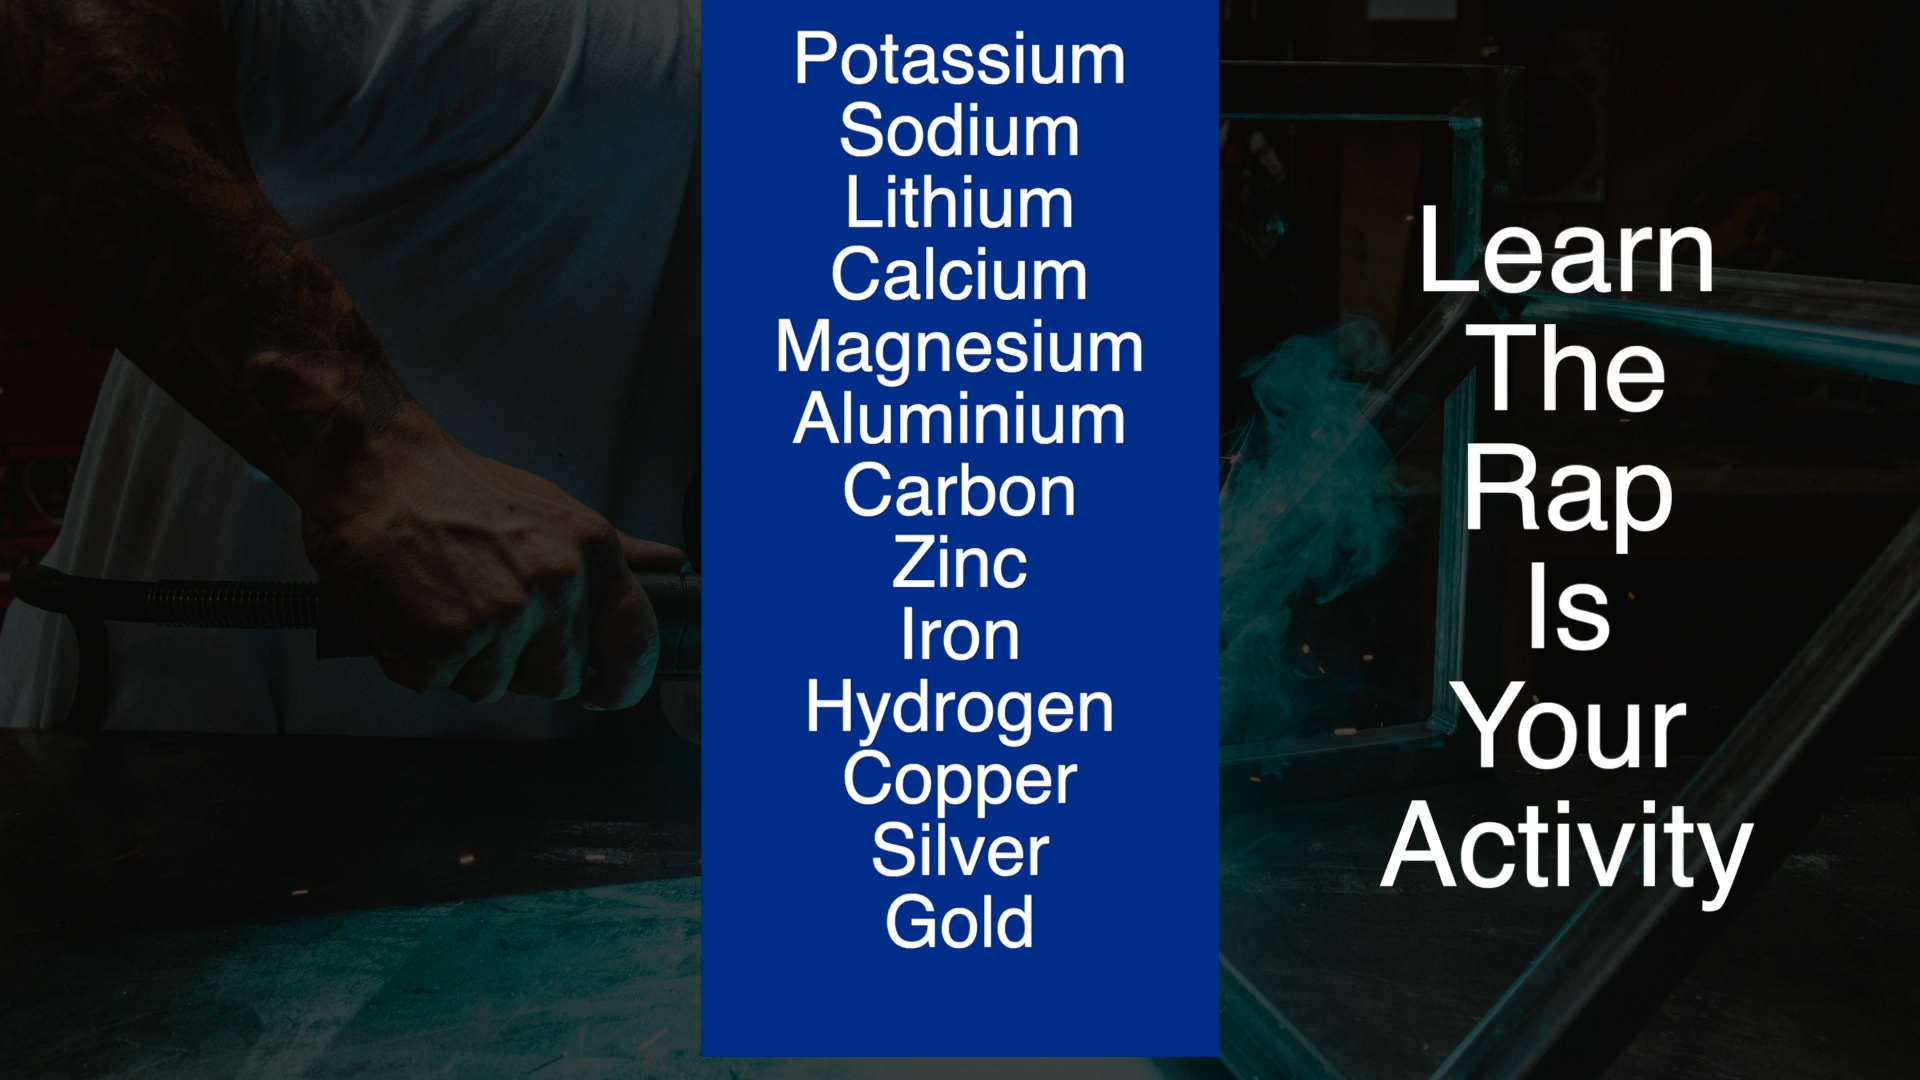 Potassium
Sodium
Lithium
Calcium
Magnesium
Aluminium
Carbon
Zinc
Iron
Hydrogen
Copper
Silver
Gold
Learn
The
Rap
Is
Your
Activity